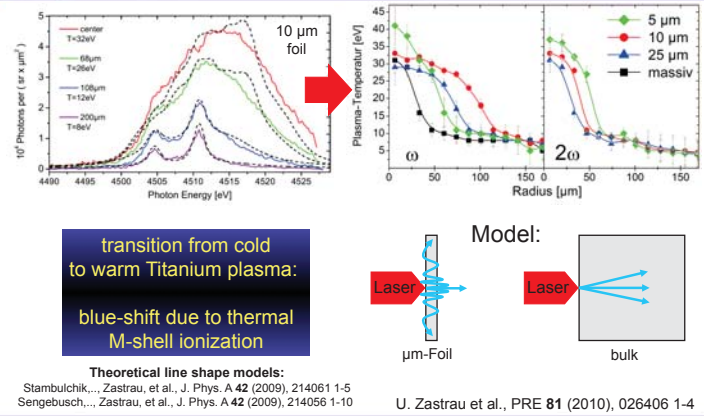 center
T=32eV
68µm
T=26eV
108µm
T=12eV
200µm
T=8eV
10 µm
foil
10⁹ Photons per ( sr x µm²)
5
4
3
2
1
0
4490 4495 4500 4505 4510 4515 4520 4525
Photon Energy [eV]
Plasma-Temperatur [eV]
45
40
35
30
25
20
15
10
5
ω
2ω
5 µm
10 µm
25 µm
massiv
0 50 100 150 0 50 100 150
Radius [µm]
transition from cold
to warm Titanium plasma:
blue-shift due to thermal
M-shell ionization
Model:
Laser
Laser
µm-Foil
bulk
Theoretical line shape models:
Stambulchik,.., Zastrau, et al., J. Phys. A 42 (2009), 214061 1-5
Sengebusch,.., Zastrau, et al., J. Phys. A 42 (2009), 214056 1-10
U. Zastrau et al., PRE 81 (2010), 026406 1-4